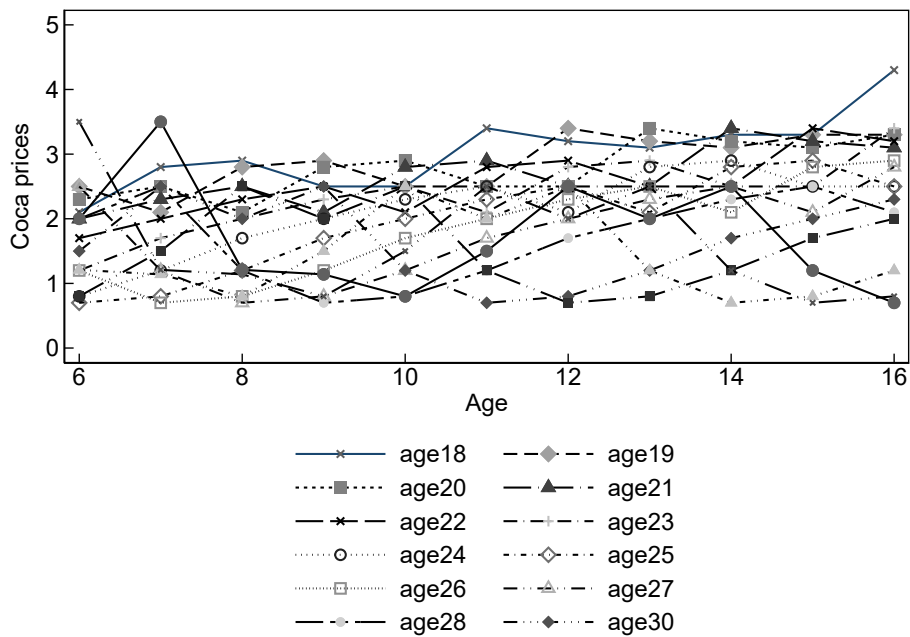 5
4
3
2
1
0
Coca prices
6 8 10 12 14 16
Age
age18 age19
age20 age21
age22 age23
age24 age25
age26 age27
age28 age30